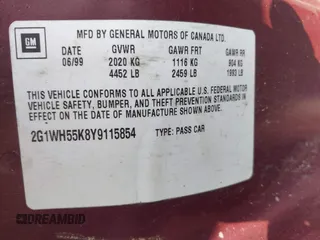 GM
MFD BY GENERAL MOTORS OF CANADA LTD.
DATE GVWR GAWR FRT GAWR RR
06/99 2020 KG 1116 KG 904 KG
4452 LB 2459 LB 1993 LB
THIS VEHICLE CONFORMS TO ALL APPLICABLE U.S. FEDERAL MOTOR
VEHICLE SAFETY, BUMPER, AND THEFT PREVENTION STANDARDS IN
EFFECT ON THE DATE OF MANUFACTURE SHOWN ABOVE.
2G1WH55K8Y9115854 TYPE: PASS CAR
DREAMBID